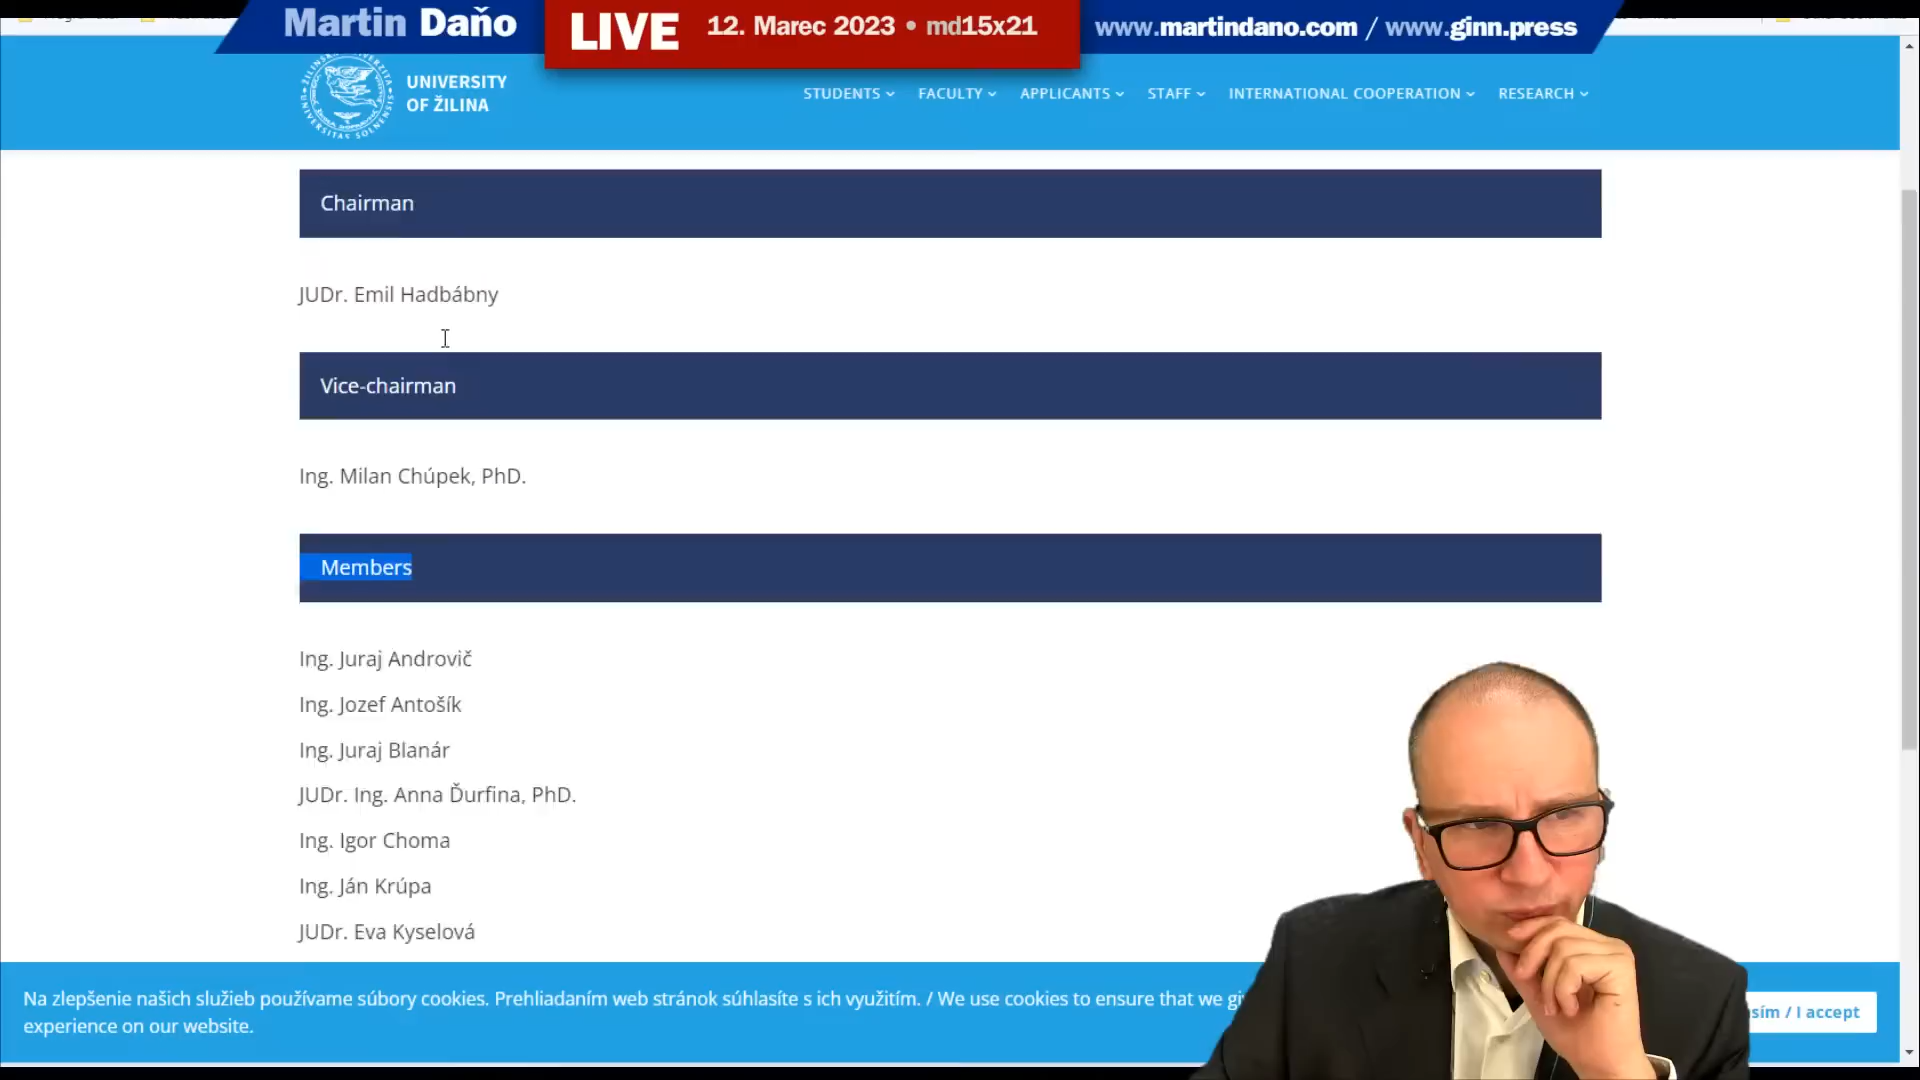 Martin Daňo
LIVE
12. Marec 2023 • md15x21
www.martindano.com / www.ginn.press
UNIVERSITY
OF ŽILINA
STUDENTS
FACULTY
APPLICANTS
STAFF
INTERNATIONAL COOPERATION
RESEARCH
Chairman
JUDr. Emil Hadbábny
Vice-chairman
Ing. Milan Chúpek, PhD.
Members
Ing. Juraj Androvič
Ing. Jozef Antošík
Ing. Juraj Blanár
JUDr. Ing. Anna Ďurfina, PhD.
Ing. Igor Choma
Ing. Ján Krúpa
JUDr. Eva Kyselová
Na zlepšenie našich služieb používame súbory cookies. Prehliadaním web stránok súhlasíte s ich využitím. / We use cookies to ensure that we
experience on our website.
/ I accept